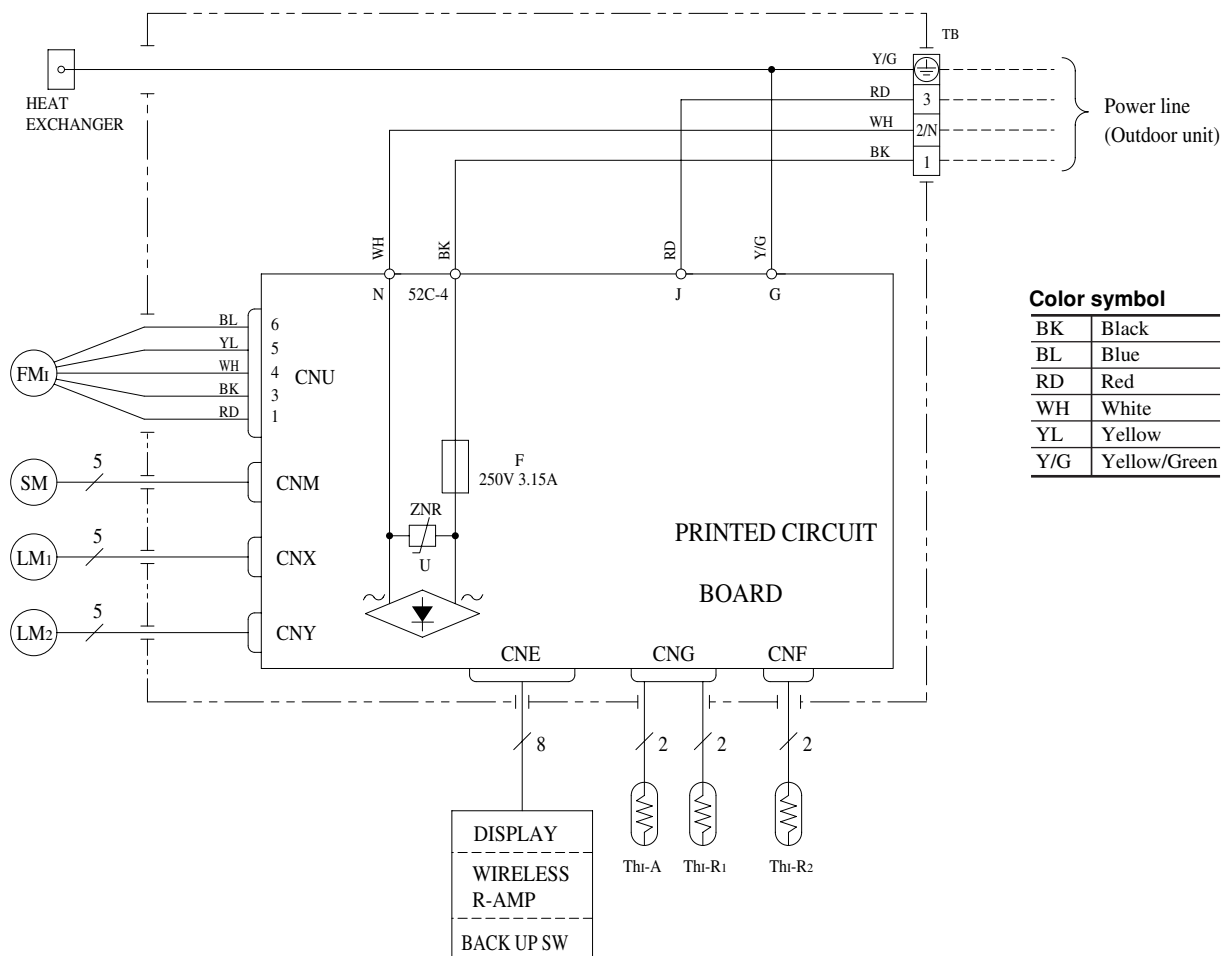 TB
Y/G
HEAT
EXCHANGER
RD
3
WH
2/N
BK
1
Power line
(Outdoor unit)
WH
BK
RD
Y/G
N
52C-4
J
G
Color symbol
BK Black
BL Blue
RD Red
WH White
YL Yellow
Y/G Yellow/Green
FMI
BL 6
YL 5
WH 4
BK 3
RD 1
CNU
SM
5
CNM
LM1
5
CNX
LM2
5
CNY
F
250V 3.15A
ZNR
U
PRINTED CIRCUIT
BOARD
CNE
CNG
CNF
8
2
2
2
DISPLAY
WIRELESS
R-AMP
BACK UP SW
ThI-A
ThI-R1
ThI-R2